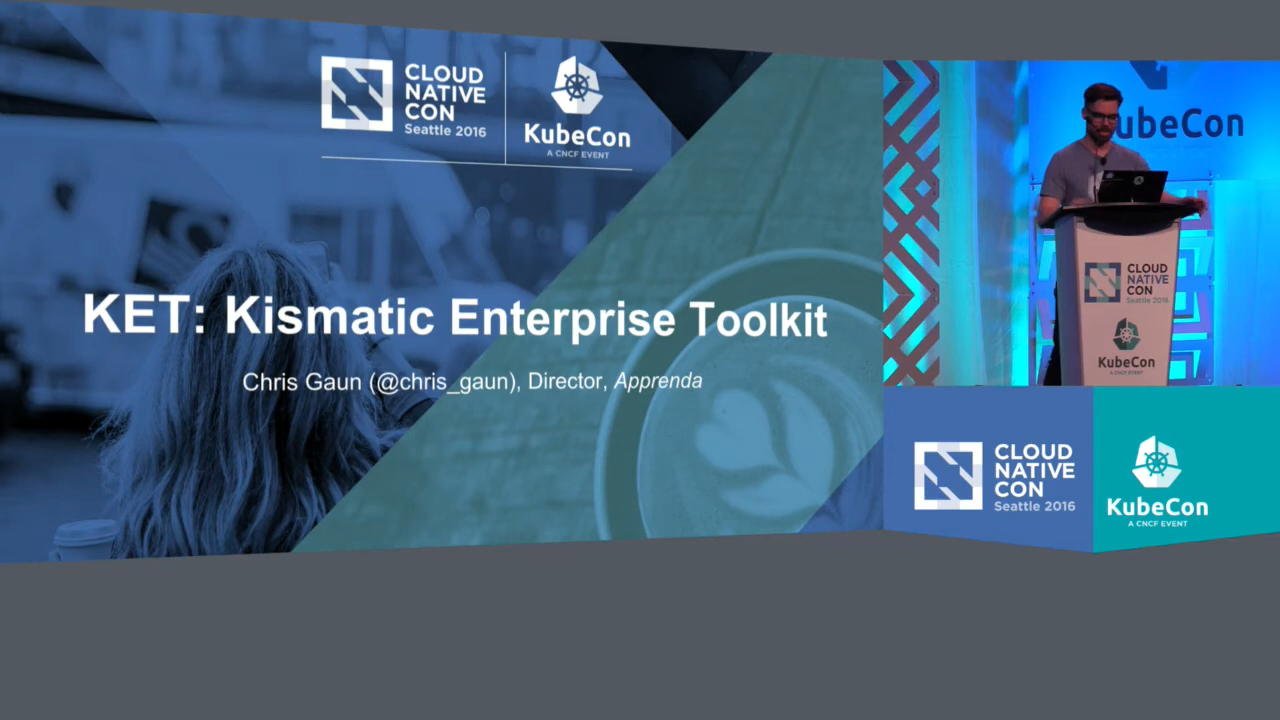 CLOUD
NATIVE
CON
Seattle 2016
KubeCon
A CNCF EVENT
KET: Kismatic Enterprise Toolkit
Chris Gaun (@chris_gaun), Director, Apprenda
ubeCon
CLOUD
NATIVE
CON
Seattle 2016
KubeCon
A CNCF EVENT
CLOUD
NATIVE
CON
Seattle 2016
KubeCon
A CNCF EVENT